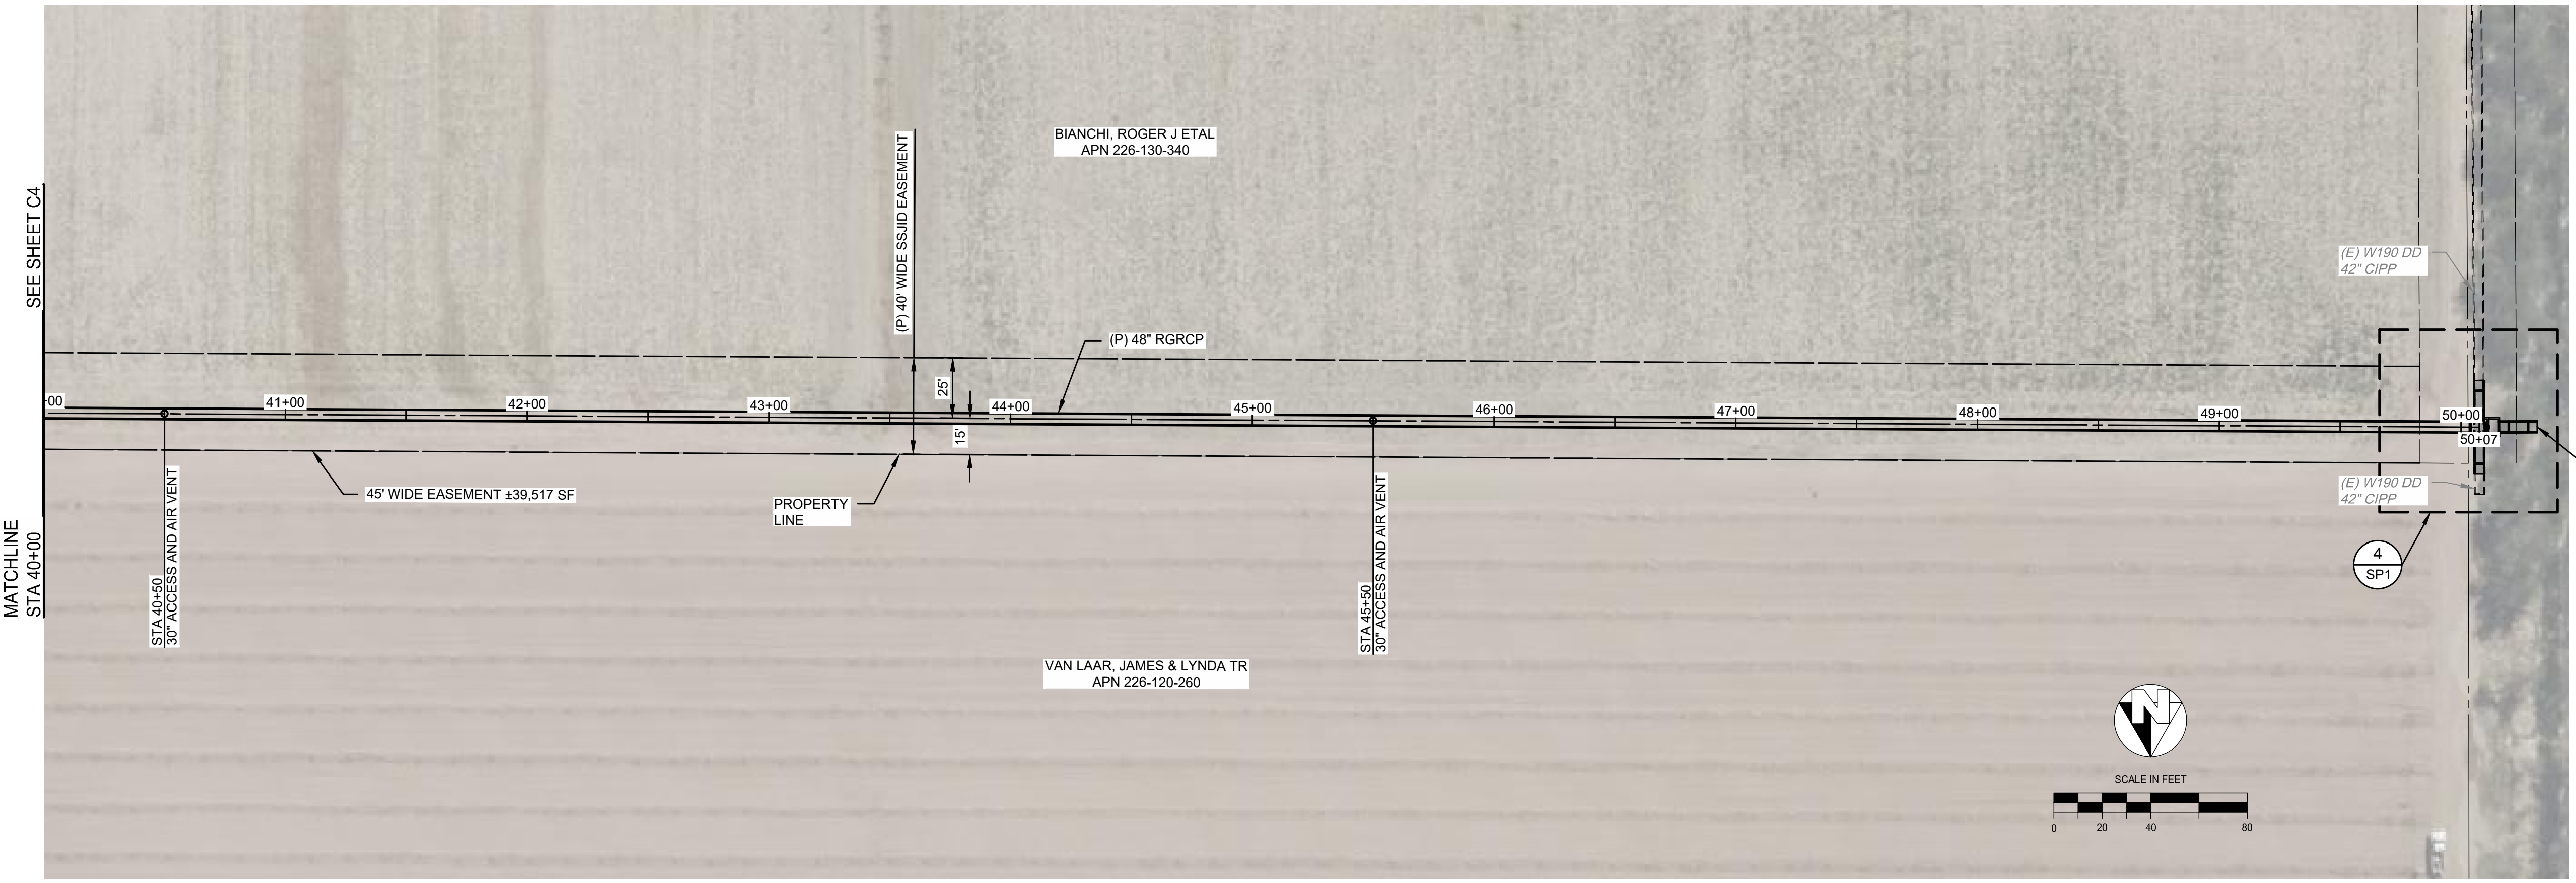 BIANCHI, ROGER J ETAL
APN 226-130-340
(P) 40' WIDE SSJID EASEMENT
SEE SHEET C4
MATCHLINE
STA 40+00
(E) W190 DD
42" CIPP
(P) 48" RGRCP
25'
15'
+00
41+00
42+00
43+00
44+00
45+00
46+00
47+00
48+00
49+00
50+00
50+07
45' WIDE EASEMENT ±39,517 SF
PROPERTY
LINE
(E) W190 DD
42" CIPP
STA 40+50
30" ACCESS AND AIR VENT
STA 45+50
30" ACCESS AND AIR VENT
4
SP1
VAN LAAR, JAMES & LYNDA TR
APN 226-120-260
N
SCALE IN FEET
0 20 40 80